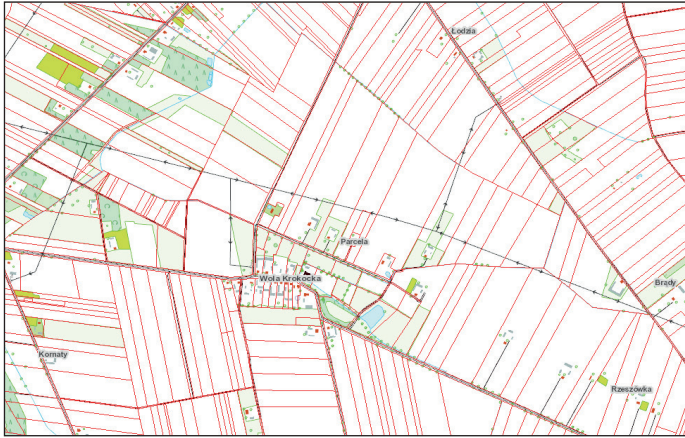 Łodzia
Parcela
Wola Krokocka
Brądy
Kornaty
Rzeszówka